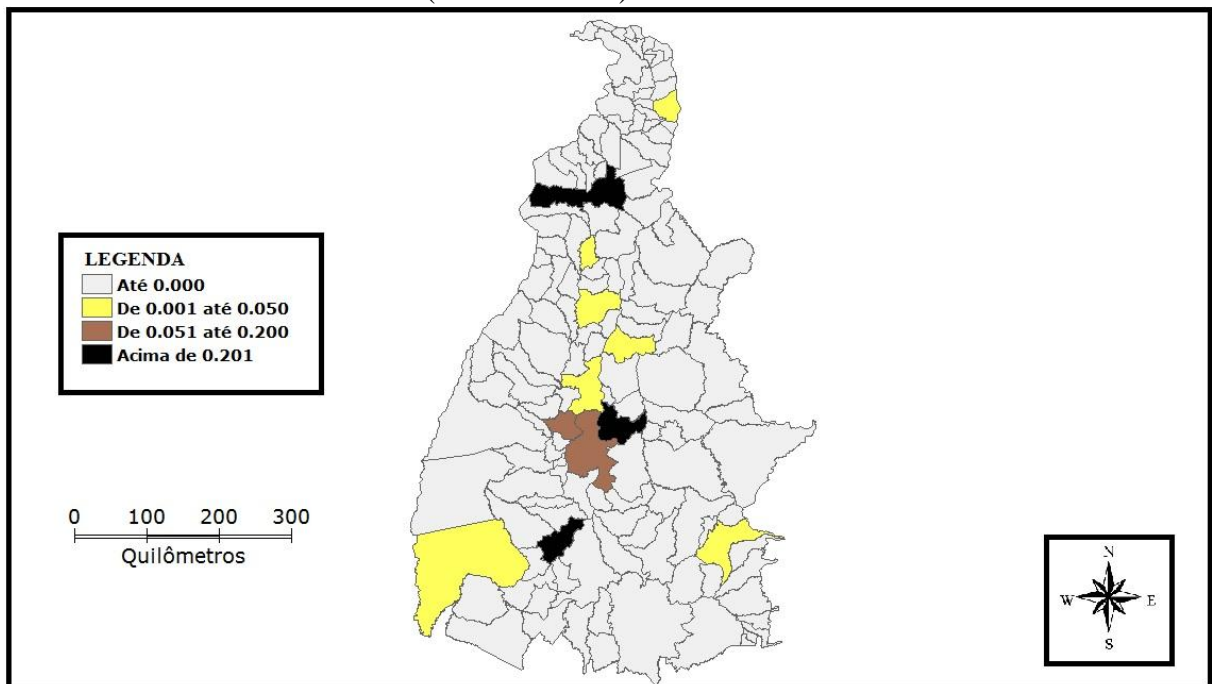 LEGENDA
Até 0.000
De 0.001 até 0.050
De 0.051 até 0.200
Acima de 0.201
0 100 200 300
Quilômetros
N
W E
S